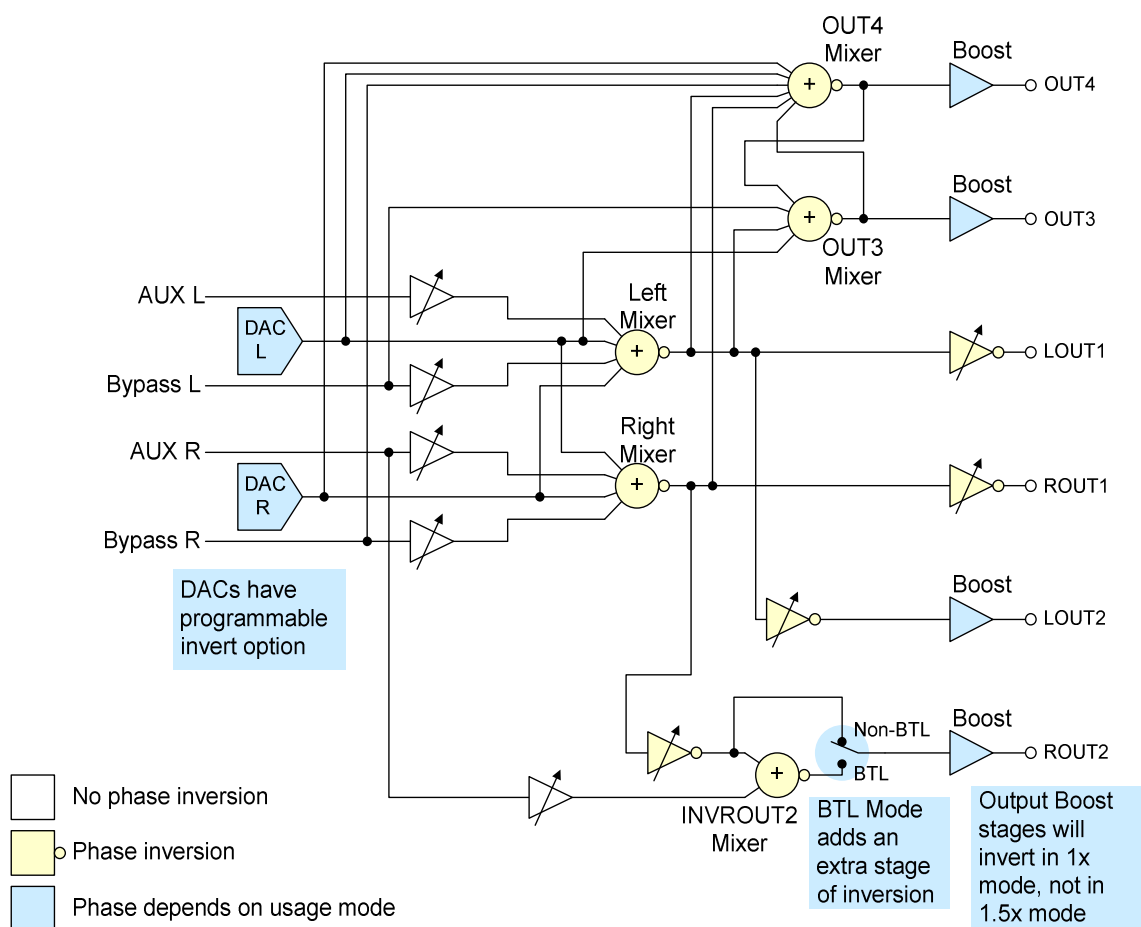 OUT4
Mixer
Boost
+
OUT4
Boost
+
OUT3
OUT3
Mixer
AUX L
Left
Mixer
DAC
L
+
LOUT1
Bypass L
AUX R
Right
Mixer
DAC
R
+
ROUT1
Bypass R
DACs have
programmable
invert option
Boost
LOUT2
Boost
Non-BTL
ROUT2
+
BTL
INVROUT2
Mixer
BTL Mode
adds an
extra stage
of inversion
Output Boost
stages will
invert in 1x
mode, not in
1.5x mode
No phase inversion
Phase inversion
Phase depends on usage mode